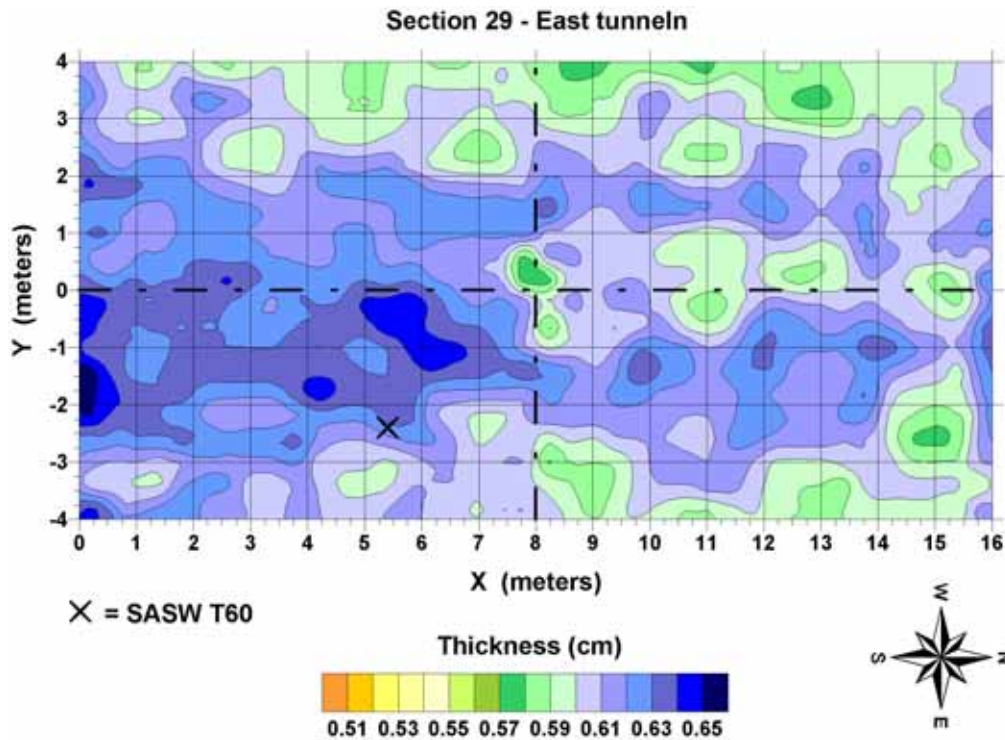 Section 29 - East tunneln
4
3
2
1
0
-1
-2
-3
-4
Y (meters)
0 1 2 3 4 5 6 7 8 9 10 11 12 13 14 15 16
X (meters)
× = SASW T60
Thickness (cm)
0.51 0.53 0.55 0.57 0.59 0.61 0.63 0.65
W
S N
E